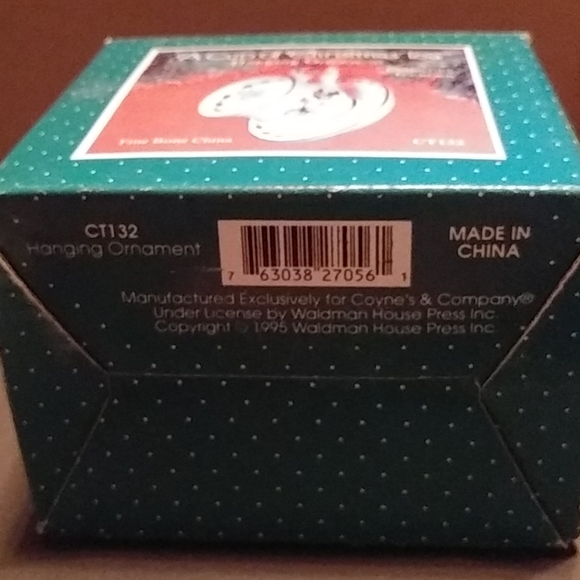 Fine Bone China
CT132
CT132
Hanging Ornament
MADE IN
CHINA
7 63038 27056 1
Manufactured Exclusively for Coyne's & Company®
Under License by Waldman House Press Inc.
Copyright © 1995 Waldman House Press Inc.